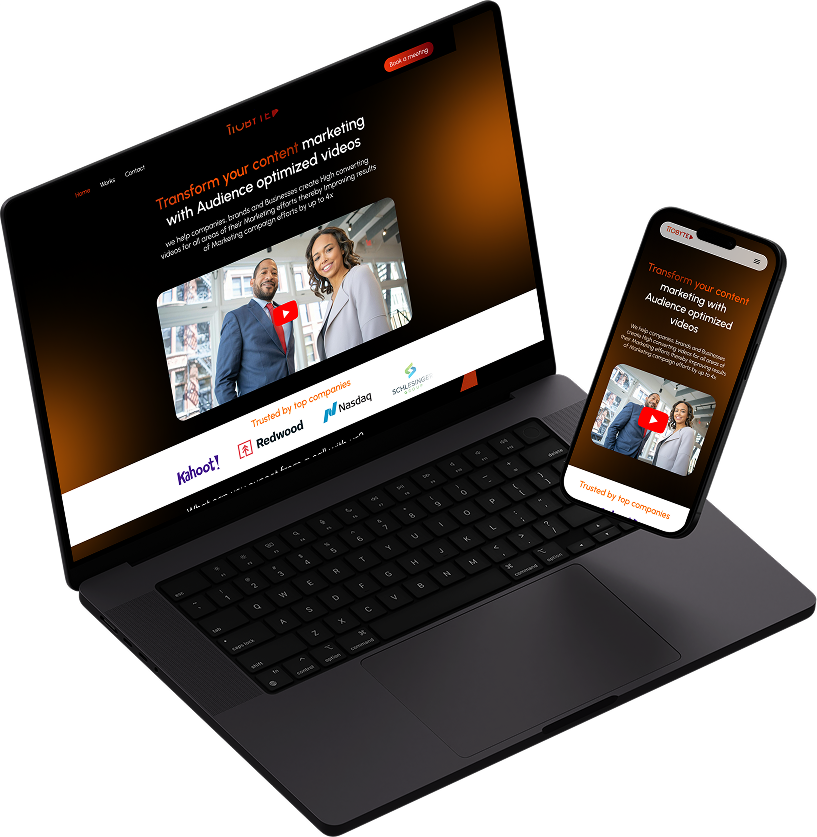 Book a meeting
TIOBYTE
Home Works Contact
Transform your content marketing
with Audience optimized videos
we help companies, brands and Businesses create High converting
videos for all areas of their Marketing efforts thereby Improving results
of Marketing campaign efforts by up to 4x
Trusted by top companies
Kahoot!
Redwood
Nasdaq
SCHLESINGER
GROUP
esc
delete
Q W E R T Y U I O P
tab
A S D F G H J K L
caps lock
Z X C V B N M
shift
fn control option command
command option
TIOBYTE
Transform your content
marketing with
Audience optimized
videos
We help companies, brands and Businesses
create High converting videos for all areas of
their Marketing efforts thereby Improving results
of Marketing campaign efforts by up to 4x
Trusted by top companies